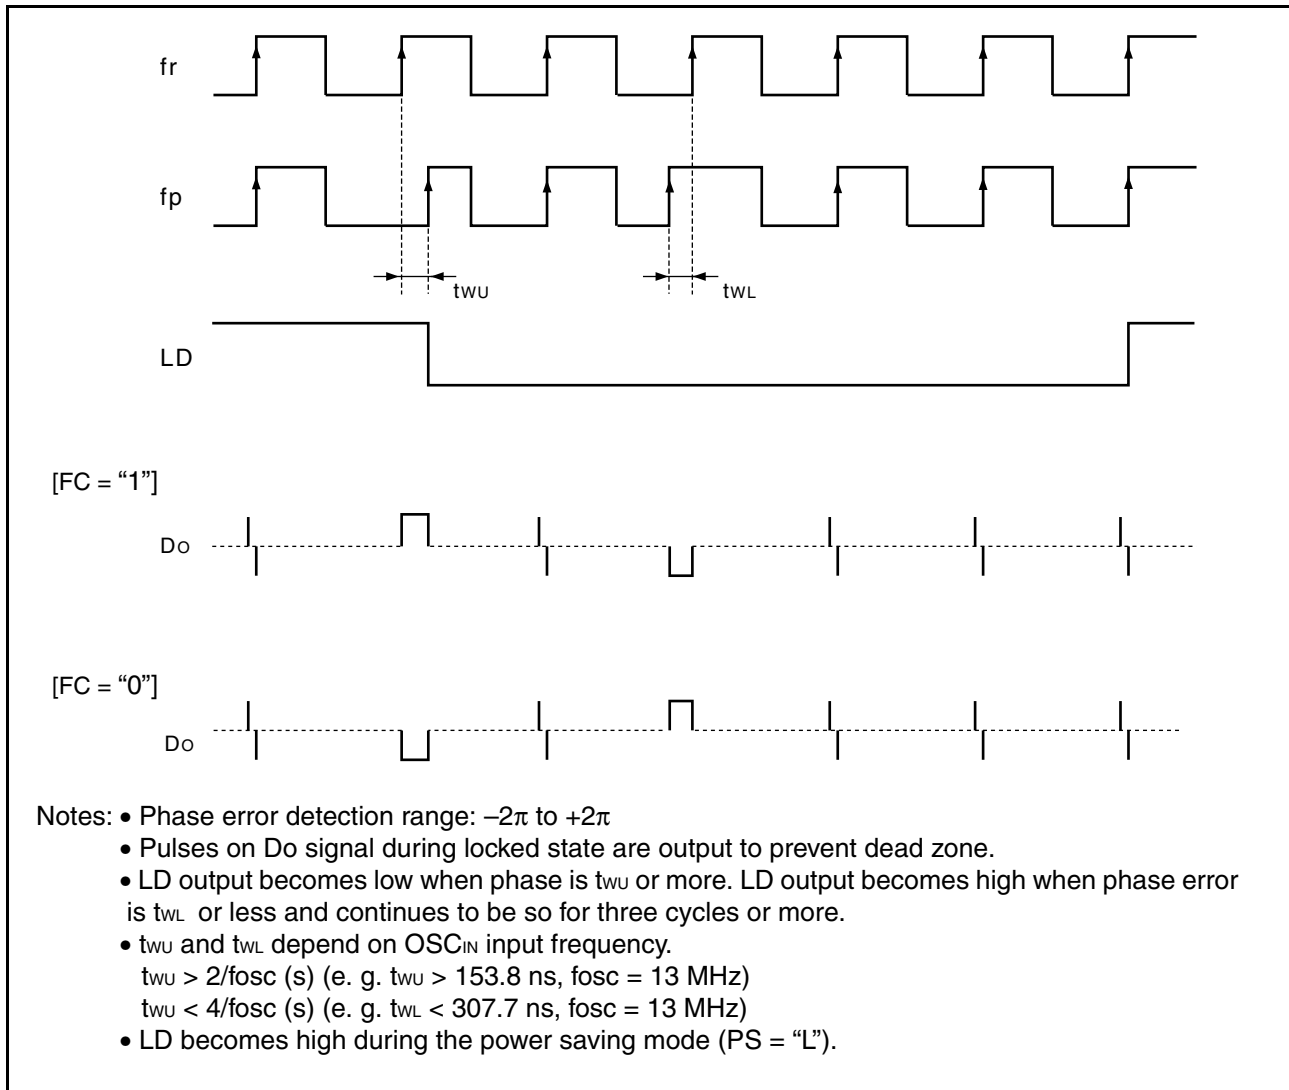 fr
fp
tWU
tWL
LD
[FC = “1”]
DO
[FC = “0”]
DO
Notes: • Phase error detection range: –2π to +2π
• Pulses on Do signal during locked state are output to prevent dead zone.
• LD output becomes low when phase is tWU or more. LD output becomes high when phase error
is tWL or less and continues to be so for three cycles or more.
• tWU and tWL depend on OSCIN input frequency.
tWU > 2/fosc (s) (e. g. tWU > 153.8 ns, fosc = 13 MHz)
tWU < 4/fosc (s) (e. g. tWL < 307.7 ns, fosc = 13 MHz)
• LD becomes high during the power saving mode (PS = “L”).